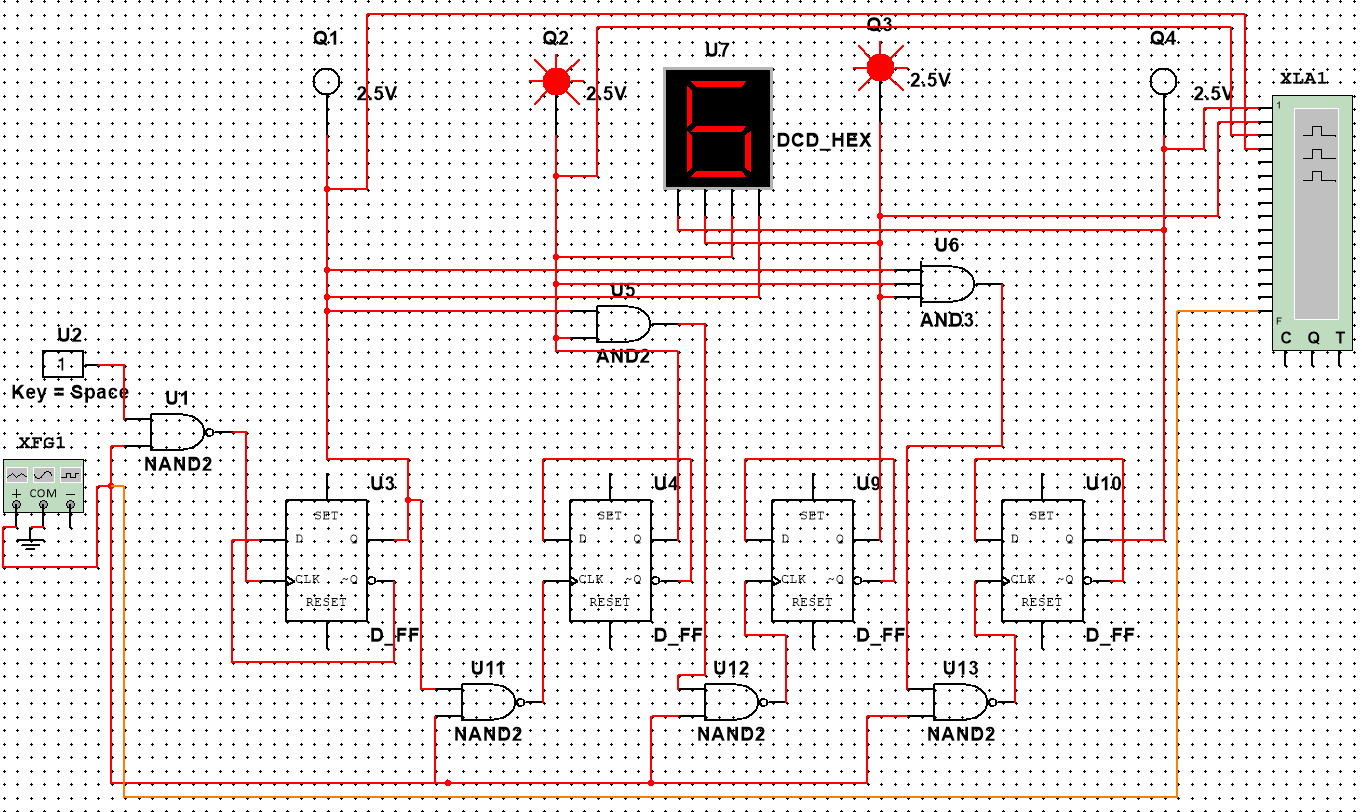 Q1
Q2
U7
Q3
Q4
XLA1
2.5V
2.5V
2.5V
2.5V
1
6
DCD_HEX
U6
AND3
U5
AND2
F
C Q T
U2
1
Key = Space
U1
NAND2
XFG1
+ COM −
U3
U4
U9
U10
SET
SET
SET
SET
D Q
D Q
D Q
D Q
CLK ~Q
CLK ~Q
CLK ~Q
CLK ~Q
RESET
RESET
RESET
RESET
D_FF
D_FF
D_FF
D_FF
U11
U12
U13
NAND2
NAND2
NAND2